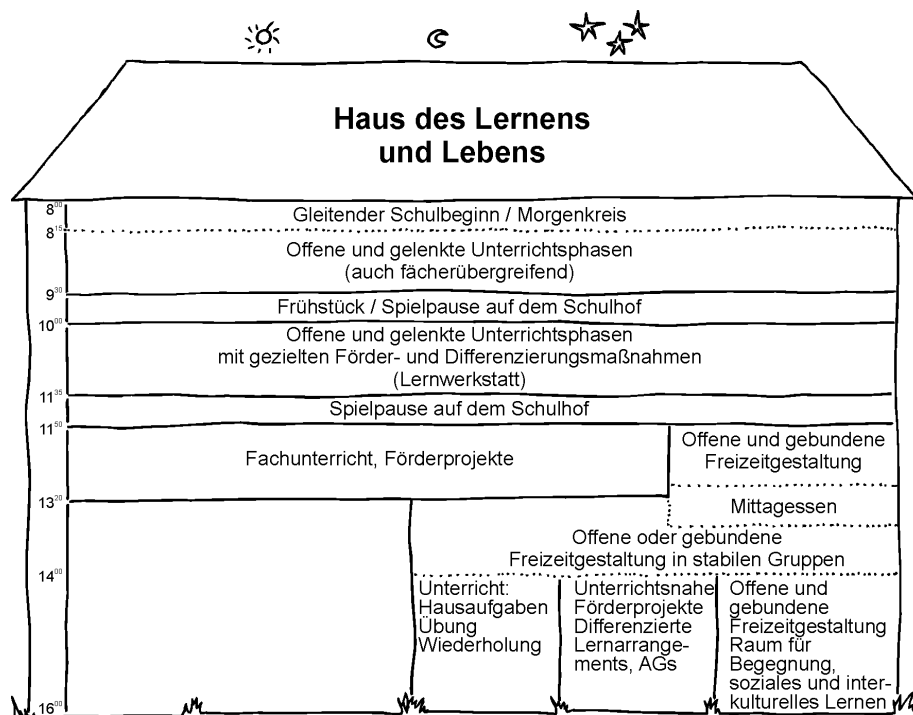 Haus des Lernens
und Lebens
8⁰⁰
Gleitender Schulbeginn / Morgenkreis
8¹⁵
Offene und gelenkte Unterrichtsphasen
(auch fächerübergreifend)
9³⁰
Frühstück / Spielpause auf dem Schulhof
10⁰⁰
Offene und gelenkte Unterrichtsphasen
mit gezielten Förder- und Differenzierungsmaßnahmen
(Lernwerkstatt)
11³⁵
Spielpause auf dem Schulhof
11⁵⁰
Fachunterricht, Förderprojekte
Offene und gebundene
Freizeitgestaltung
13²⁰
Mittagessen
Offene oder gebundene
Freizeitgestaltung in stabilen Gruppen
14⁰⁰
Unterricht:
Hausaufgaben
Übung
Wiederholung
Unterrichtsnahe
Förderprojekte
Differenzierte
Lernarrange-
ments, AGs
Offene und
gebundene
Freizeitgestaltung
Raum für
Begegnung,
soziales und inter-
kulturelles Lernen
16⁰⁰